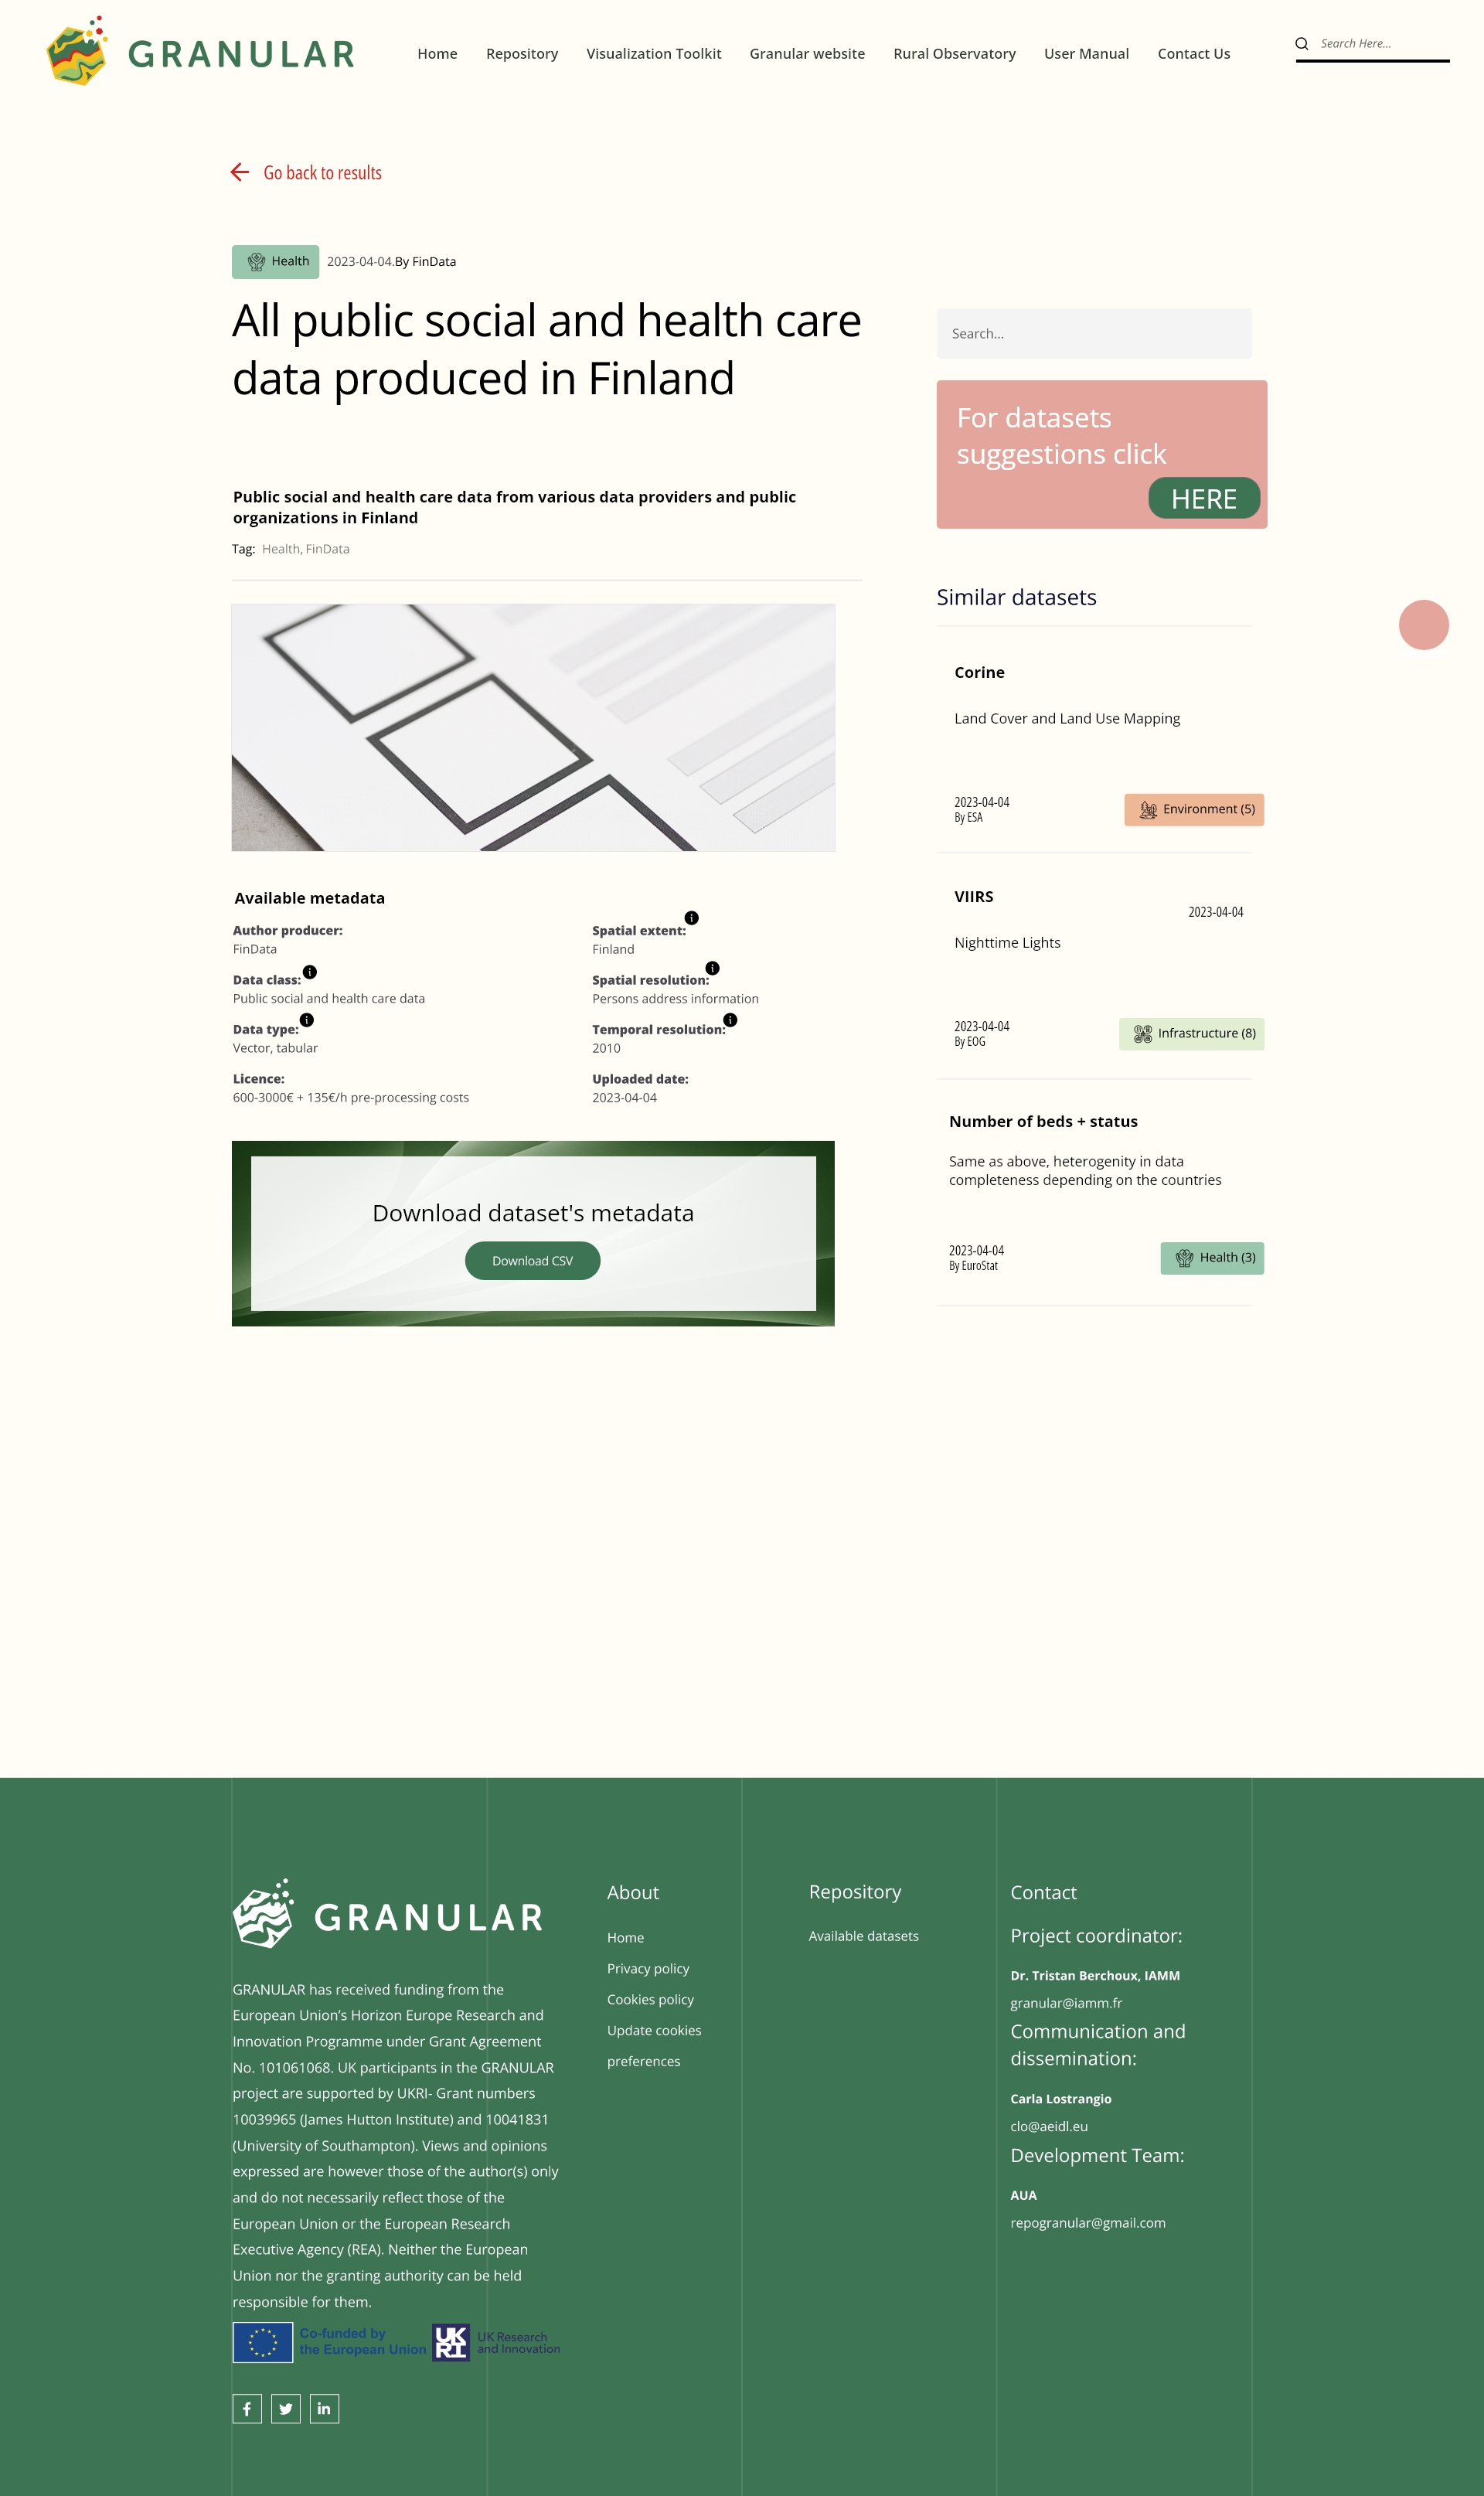 GRANULAR
Home
Repository
Visualization Toolkit
Granular website
Rural Observatory
User Manual
Contact Us
Search Here...
Go back to results
Health
2023-04-04.By FinData
All public social and health care
data produced in Finland
Public social and health care data from various data providers and public
organizations in Finland
Tag: Health, FinData
Available metadata
Author producer:
FinData
Data class:
Public social and health care data
Data type:
Vector, tabular
Licence:
600-3000€ + 135€/h pre-processing costs
Spatial extent:
Finland
Spatial resolution:
Persons address information
Temporal resolution:
2010
Uploaded date:
2023-04-04
Download dataset's metadata
Download CSV
Search...
For datasets
suggestions click
HERE
Similar datasets
Corine
Land Cover and Land Use Mapping
2023-04-04
By ESA
Environment (5)
VIIRS
2023-04-04
Nighttime Lights
2023-04-04
By EOG
Infrastructure (8)
Number of beds + status
Same as above, heterogenity in data
completeness depending on the countries
2023-04-04
By EuroStat
Health (3)
GRANULAR
GRANULAR has received funding from the
European Union’s Horizon Europe Research and
Innovation Programme under Grant Agreement
No. 101061068. UK participants in the GRANULAR
project are supported by UKRI- Grant numbers
10039965 (James Hutton Institute) and 10041831
(University of Southampton). Views and opinions
expressed are however those of the author(s) only
and do not necessarily reflect those of the
European Union or the European Research
Executive Agency (REA). Neither the European
Union nor the granting authority can be held
responsible for them.
Co-funded by
the European Union
UK
RI
UK Research
and Innovation
About
Home
Privacy policy
Cookies policy
Update cookies
preferences
Repository
Available datasets
Contact
Project coordinator:
Dr. Tristan Berchoux, IAMM
granular@iamm.fr
Communication and
dissemination:
Carla Lostrangio
clo@aeidl.eu
Development Team:
AUA
repogranular@gmail.com